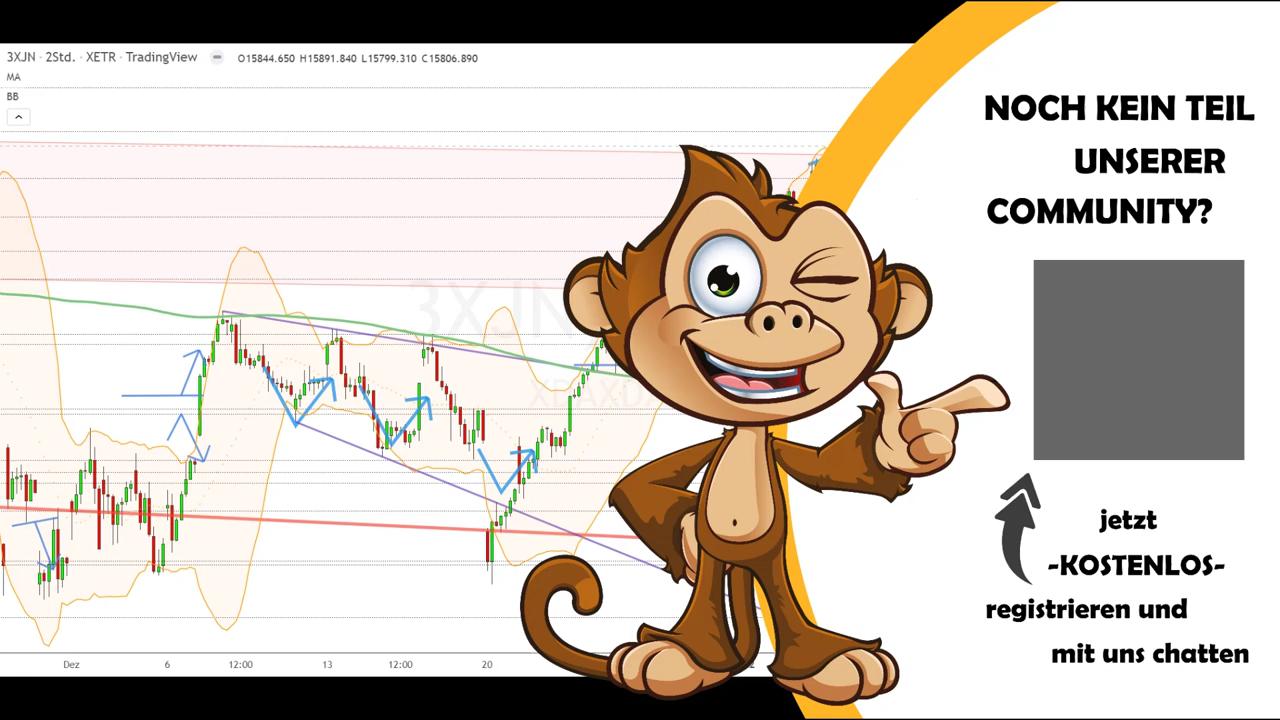 3XJN · 2Std. · XETR · TradingView O15844.650 H15891.840 L15799.310 C15806.890
MA
BB
NOCH KEIN TEIL
UNSERER
COMMUNITY?
3XJN
jetzt
-KOSTENLOS-
registrieren und
mit uns chatten
Dez 6 12:00 13 12:00 20